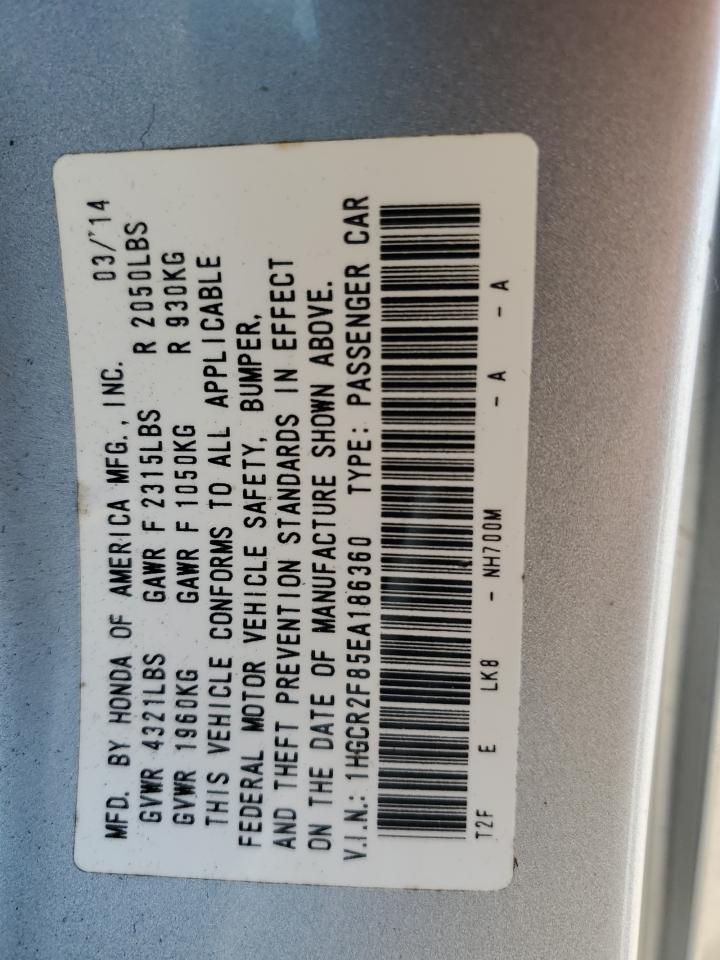 MFD. BY HONDA OF AMERICA MFG., INC. 03/'14
GVWR 4321LBS GAWR F 2315LBS R 2050LBS
GVWR 1960KG GAWR F 1050KG R 930KG
THIS VEHICLE CONFORMS TO ALL APPLICABLE
FEDERAL MOTOR VEHICLE SAFETY, BUMPER,
AND THEFT PREVENTION STANDARDS IN EFFECT
ON THE DATE OF MANUFACTURE SHOWN ABOVE.
V.I.N.: 1HGCR2F85EA186360 TYPE: PASSENGER CAR
T2F E LK8 - NH700M - A - A